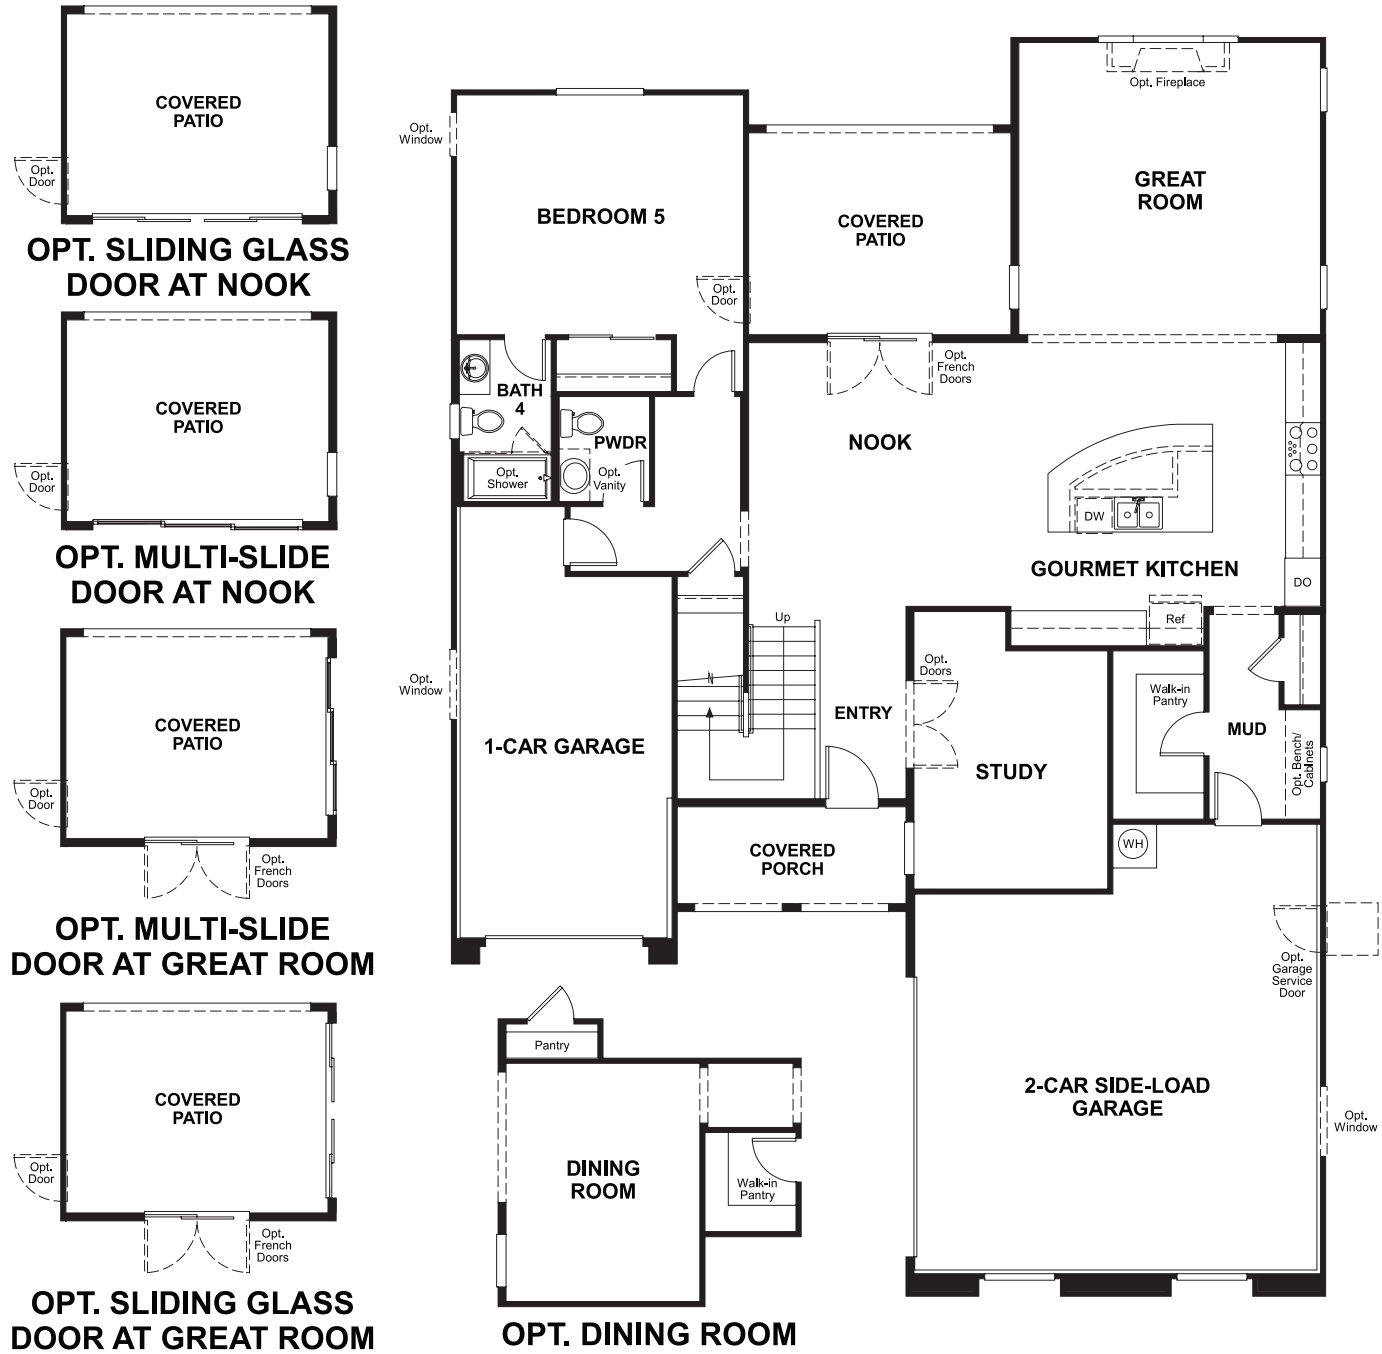 COVERED
PATIO
Opt.
Door
OPT. SLIDING GLASS
DOOR AT NOOK
COVERED
PATIO
Opt.
Door
OPT. MULTI-SLIDE
DOOR AT NOOK
COVERED
PATIO
Opt.
Door
Opt.
French
Doors
OPT. MULTI-SLIDE
DOOR AT GREAT ROOM
COVERED
PATIO
Opt.
Door
Opt.
French
Doors
OPT. SLIDING GLASS
DOOR AT GREAT ROOM
Opt.
Window
BEDROOM 5
Opt.
Door
COVERED
PATIO
Opt. Fireplace
GREAT
ROOM
Opt.
French
Doors
BATH
4
Opt.
Shower
PWDR
Opt.
Vanity
NOOK
DW
GOURMET KITCHEN
DO
Ref
Up
Opt.
Window
1-CAR GARAGE
ENTRY
Opt.
Doors
STUDY
Walk-in
Pantry
MUD
Opt. Bench/
Cabinets
COVERED
PORCH
WH
Opt.
Garage
Service
Door
2-CAR SIDE-LOAD
GARAGE
Opt.
Window
Pantry
DINING
ROOM
Walk-in
Pantry
OPT. DINING ROOM